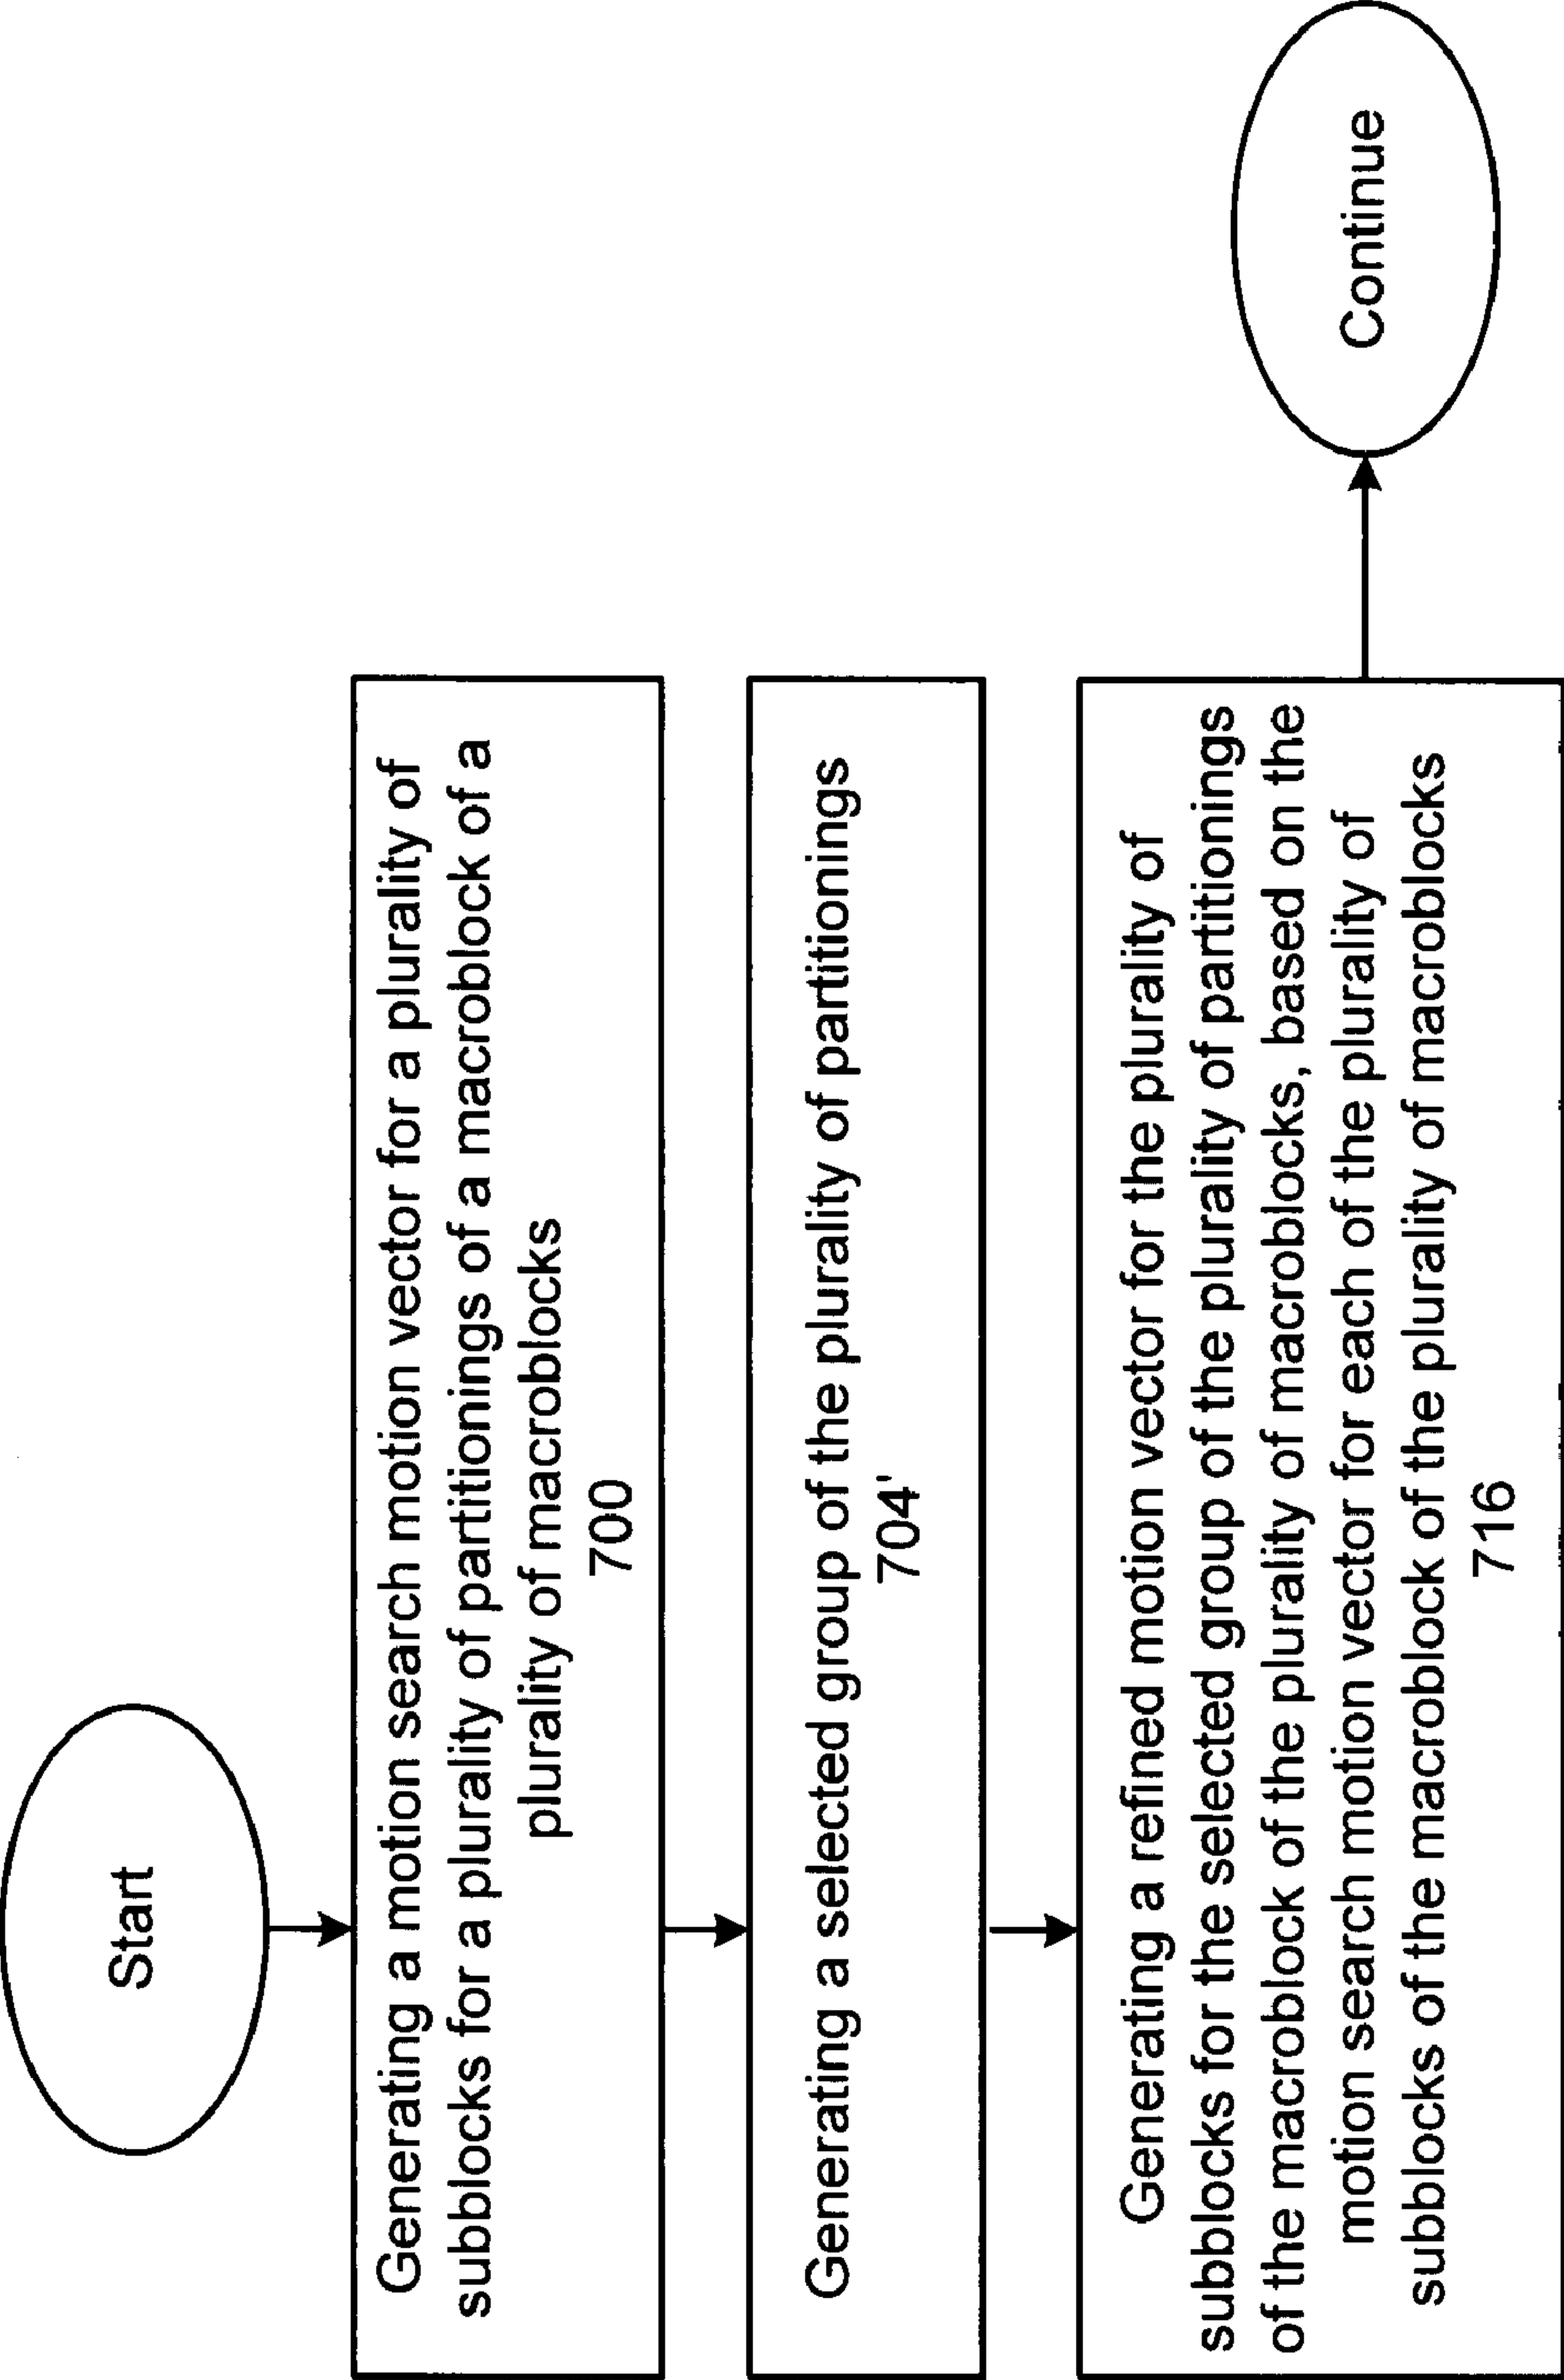 Start
Generating a motion search motion vector for a plurality of
subblocks for a plurality of partitionings of a macroblock of a
plurality of macroblocks
700
Generating a selected group of the plurality of partitionings
704'
Generating a refined motion vector for the plurality of
subblocks for the selected group of the plurality of partitionings
of the macroblock of the plurality of macroblocks, based on the
motion search motion vector for each of the plurality of
subblocks of the macroblock of the plurality of macroblocks
716
Continue